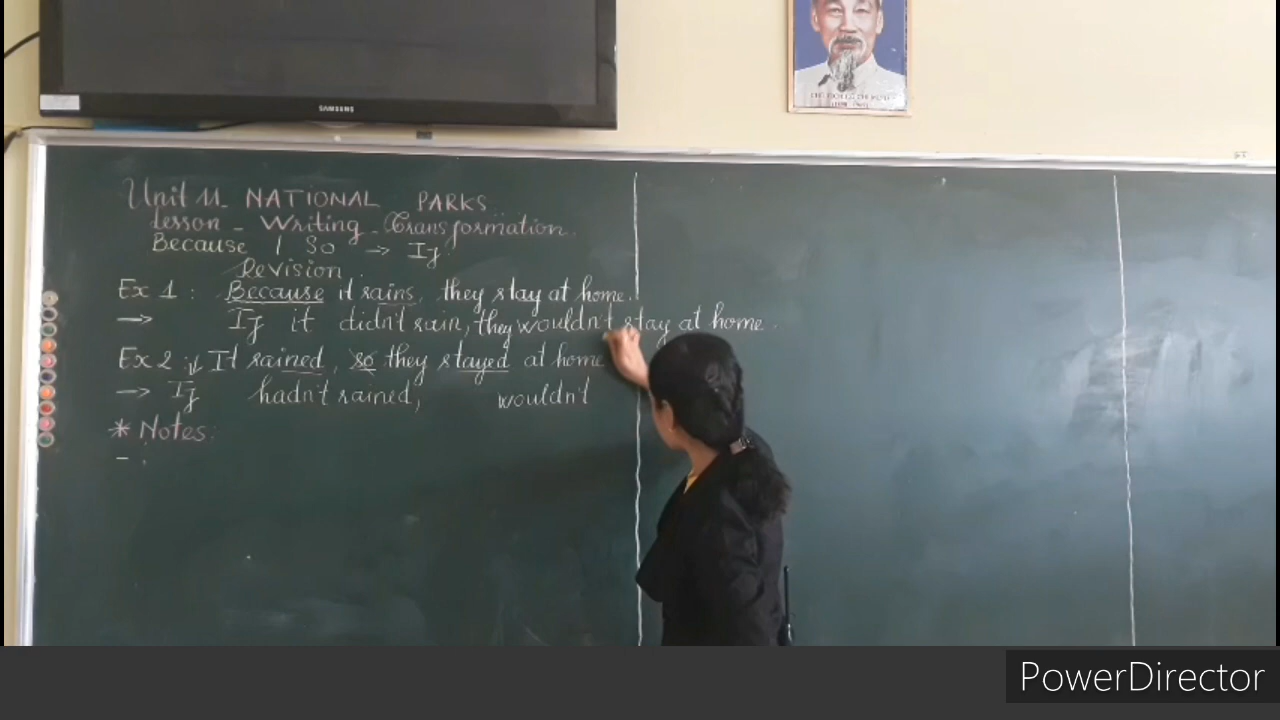 SAMSUNG
Unit 11_ NATIONAL PARKS
Lesson - Writing - Transformation.
Because / So → If.
Revision.
Ex 1 : Because it rains, they stay at home.
→ If it didn't rain, they wouldn't stay at home.
Ex 2 : ↓ It rained, so they stayed at home
→ If hadn't rained, wouldn't
* Notes:
- :
PowerDirector